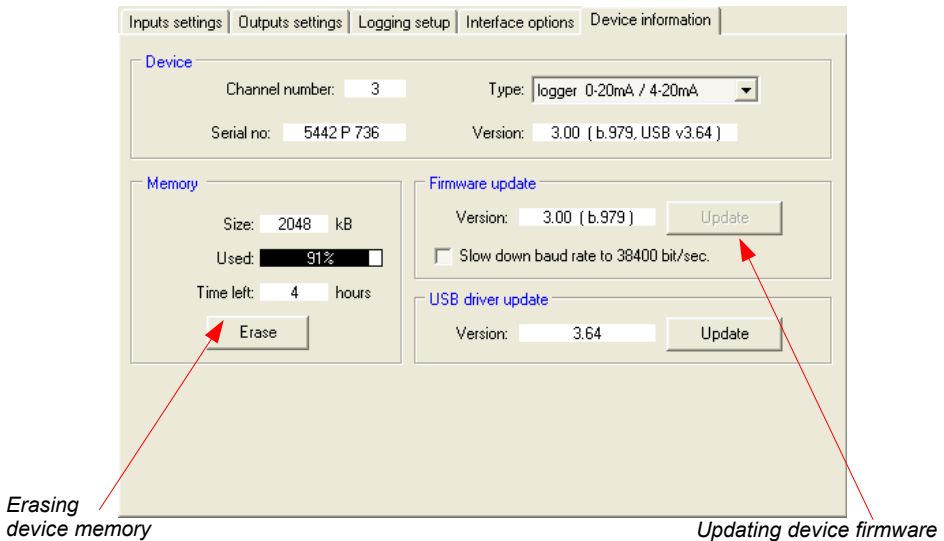 Inputs settings Outputs settings Logging setup Interface options Device information
Device
Channel number: 3 Type: logger 0-20mA / 4-20mA
Serial no: 5442 P 736 Version: 3.00 ( b.979, USB v3.64 )
Memory
Size: 2048 kB
Used: 91%
Time left: 4 hours
Erase
Firmware update
Version: 3.00 ( b.979 ) Update
Slow down baud rate to 38400 bit/sec.
USB driver update
Version: 3.64 Update
Erasing
device memory
Updating device firmware